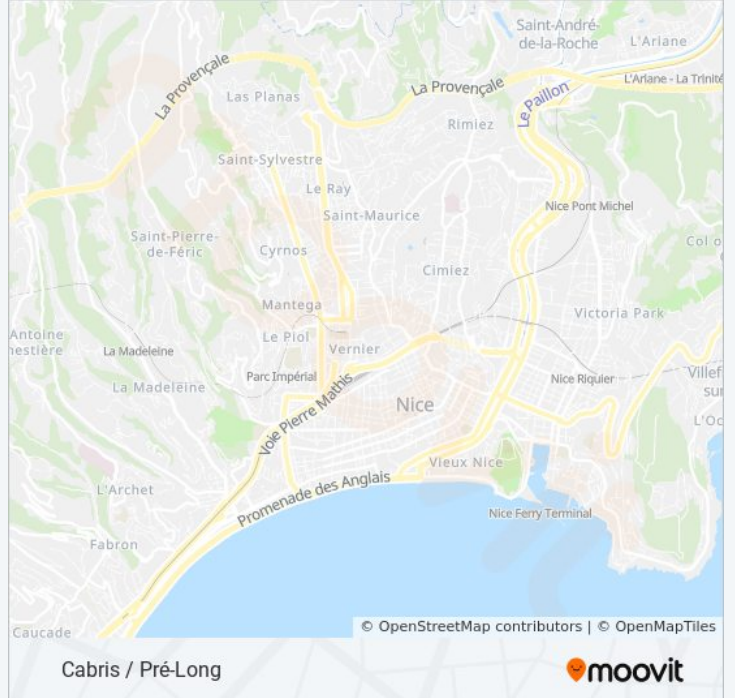 Saint-André-
de-la-Roche
L'Ariane
La Provençale
La Provençale
L'Ariane - La Trinité
Le Paillon
Las Planas
Rimiez
Saint-Sylvestre
Le Ray
Nice Pont Michel
Saint-Maurice
Saint-Pierre-
de-Féric
Col o
Cyrnos
Cimiez
Mantega
Victoria Park
Antoine
nestière
Le Piol
Vernier
La Madeleine
Parc Impérial
Nice Riquier
Villef
sur
La Madeleine
Voie Pierre Mathis
Nice
L'Oc
Vieux Nice
L'Archet
Promenade des Anglais
Nice Ferry Terminal
Fabron
Caucade
© OpenStreetMap contributors | © OpenMapTiles
Cabris / Pré-Long
moovit